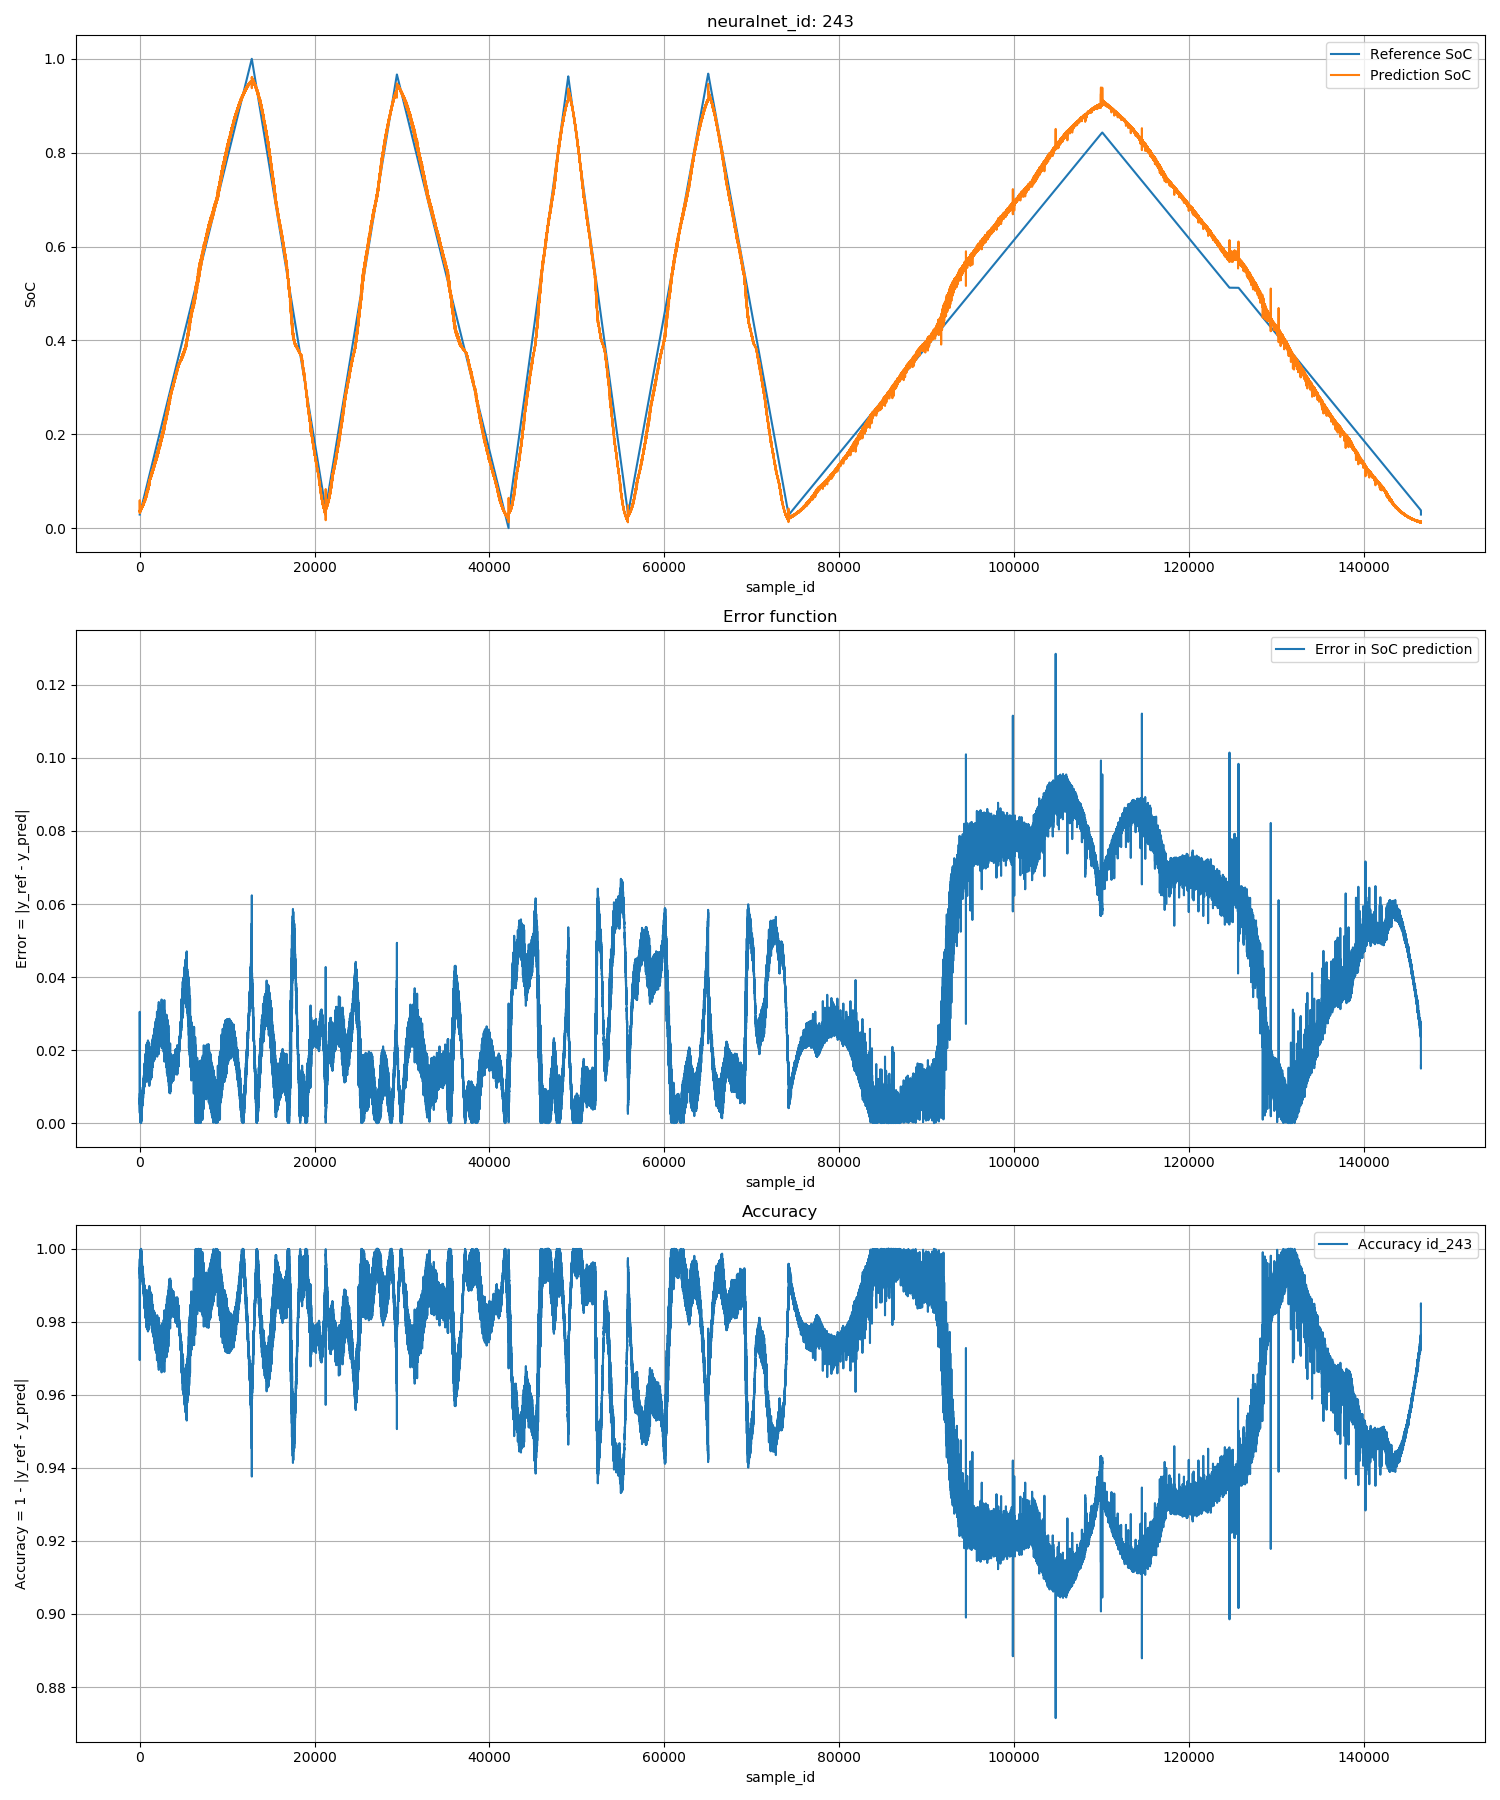 neuralnet_id: 243
Reference SoC
Prediction SoC
SoC
1.0
0.8
0.6
0.4
0.2
0.0
0 20000 40000 60000 80000 100000 120000 140000
sample_id
Error function
Error in SoC prediction
Error = |y_ref - y_pred|
0.12
0.10
0.08
0.06
0.04
0.02
0.00
0 20000 40000 60000 80000 100000 120000 140000
sample_id
Accuracy
Accuracy id_243
Accuracy = 1 - |y_ref - y_pred|
1.00
0.98
0.96
0.94
0.92
0.90
0.88
0 20000 40000 60000 80000 100000 120000 140000
sample_id